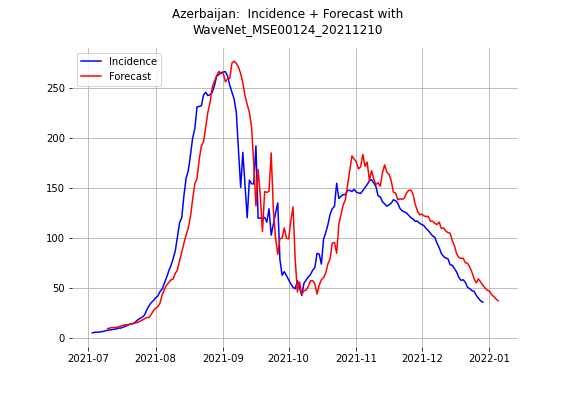 Azerbaijan:  Incidence + Forecast with
WaveNet_MSE00124_20211210
Incidence
Forecast
250
200
150
100
50
0
2021-07 2021-08 2021-09 2021-10 2021-11 2021-12 2022-01